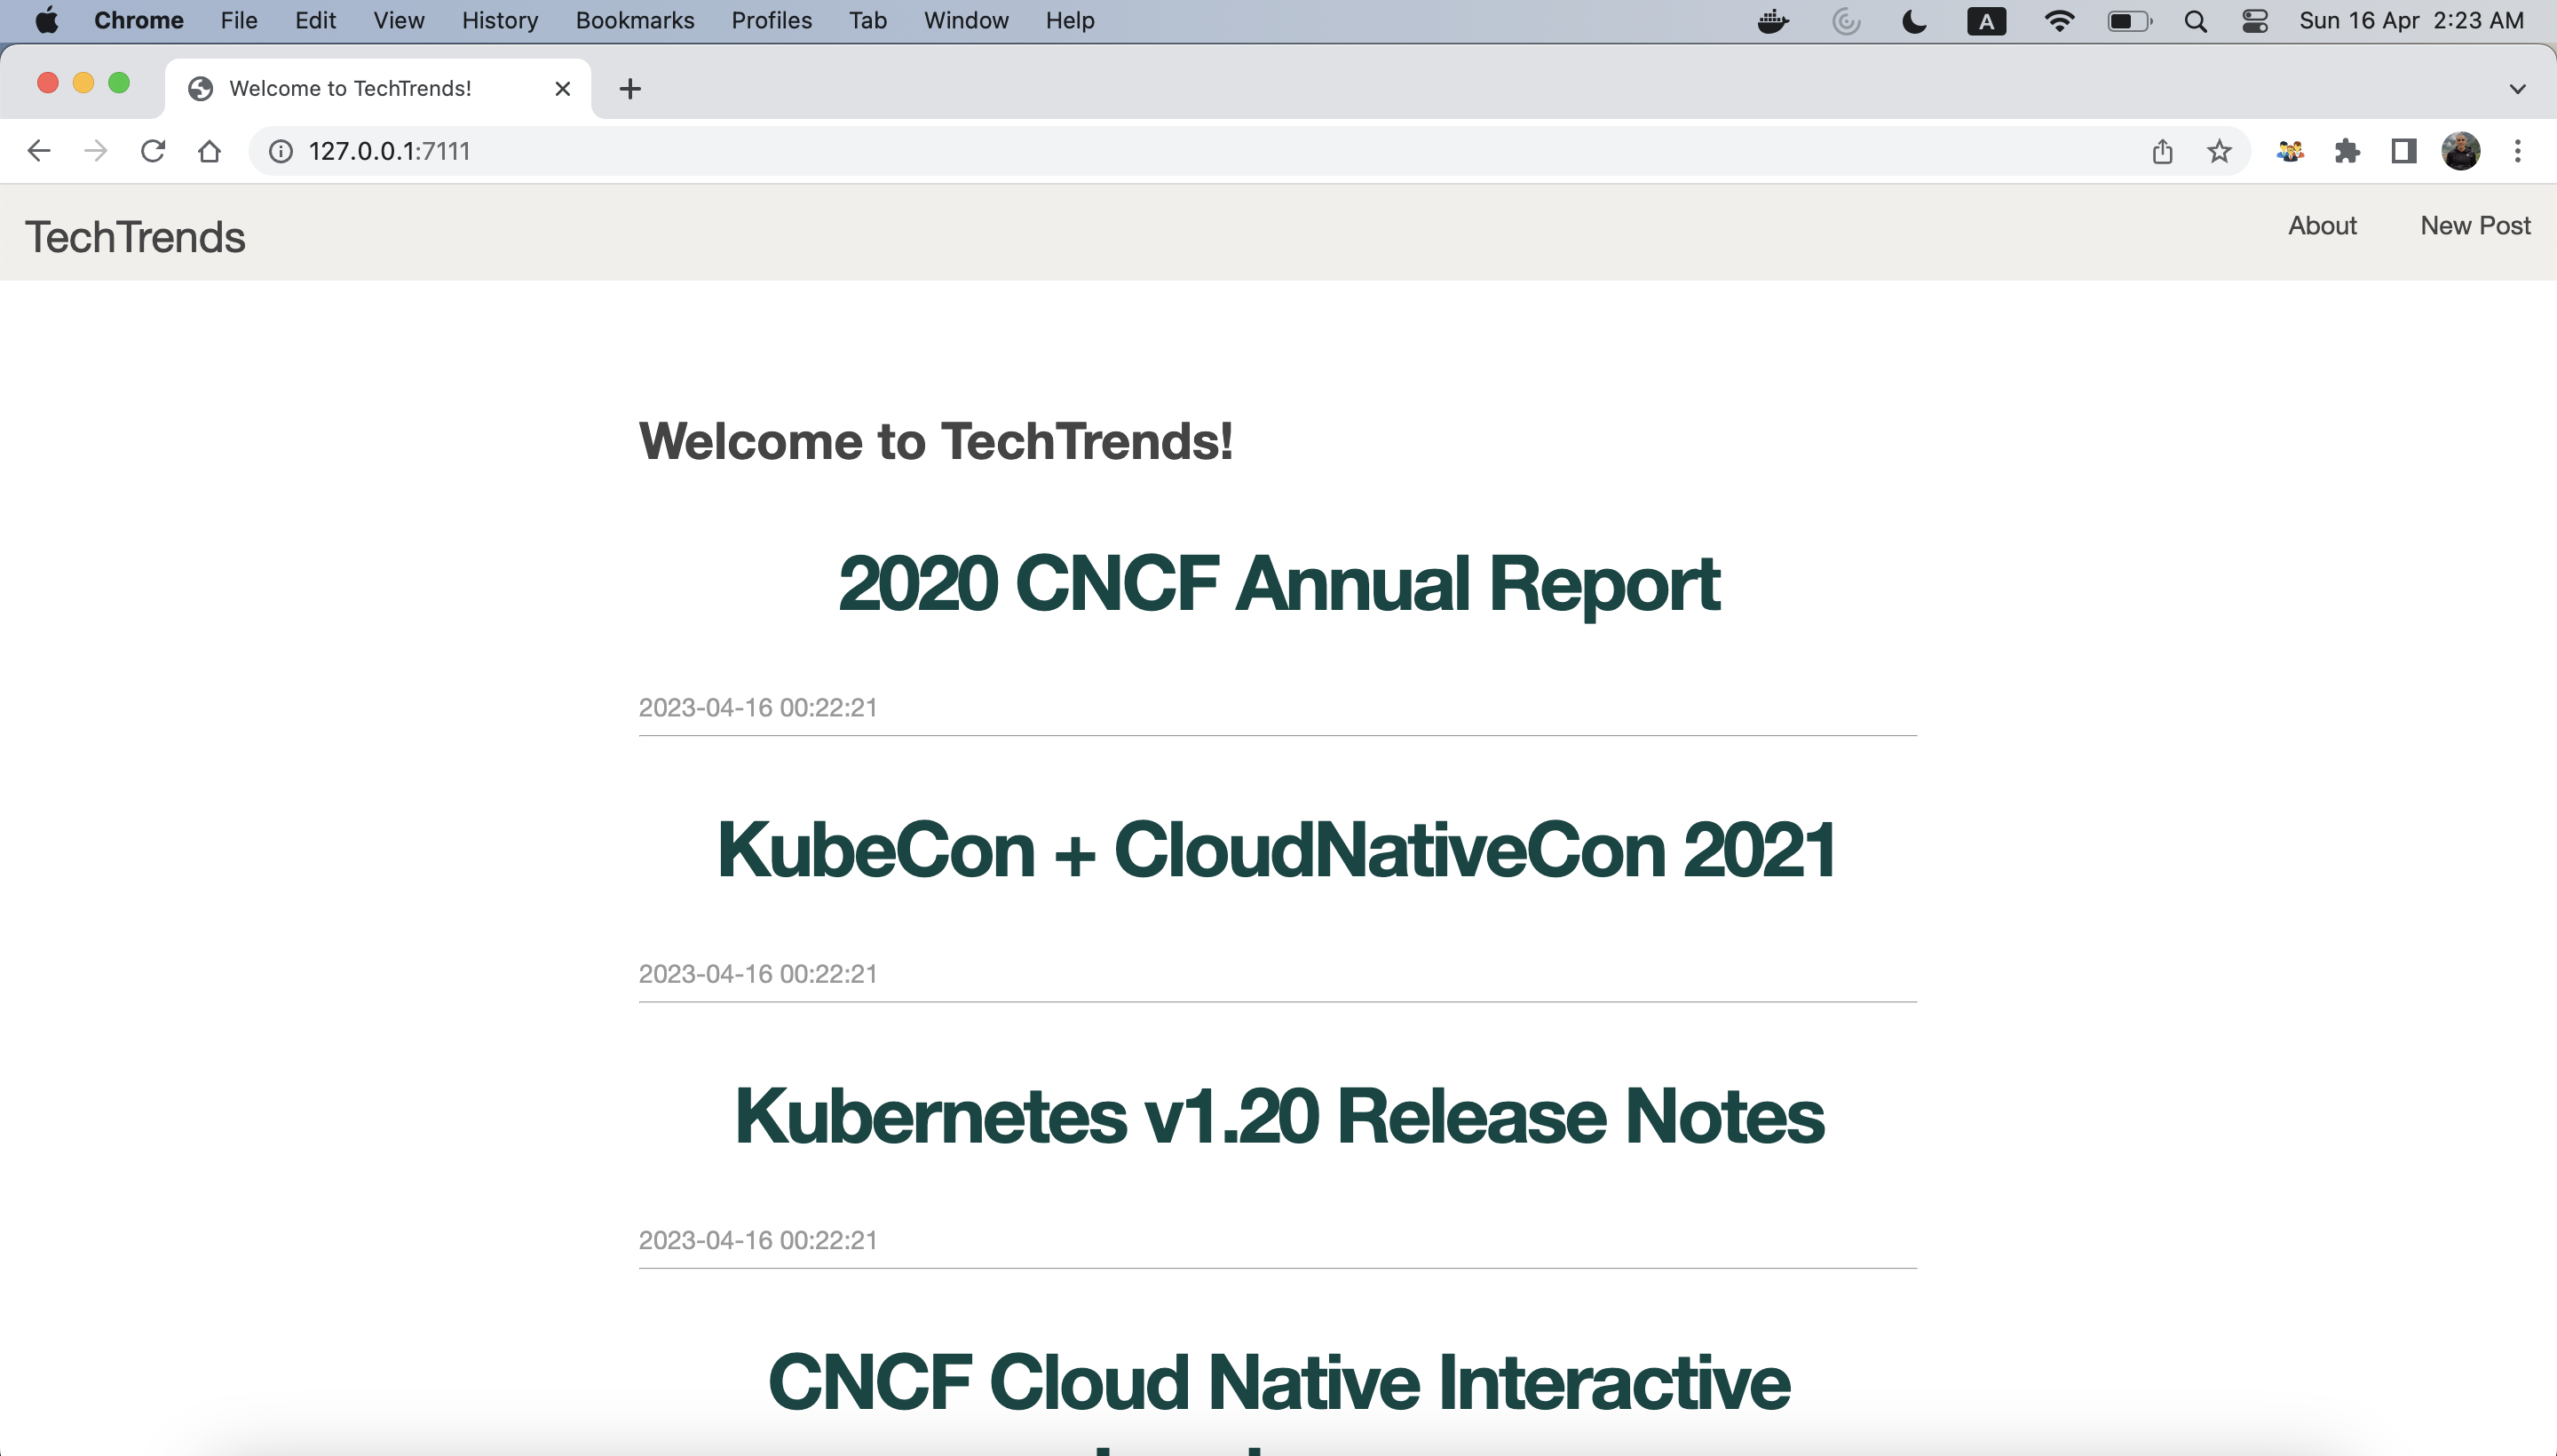 Chrome File Edit View History Bookmarks Profiles Tab Window Help A Sun 16 Apr 2:23 AM
Welcome to TechTrends!
127.0.0.1:7111
TechTrends About New Post
Welcome to TechTrends!
2020 CNCF Annual Report
2023-04-16 00:22:21
KubeCon + CloudNativeCon 2021
2023-04-16 00:22:21
Kubernetes v1.20 Release Notes
2023-04-16 00:22:21
CNCF Cloud Native Interactive